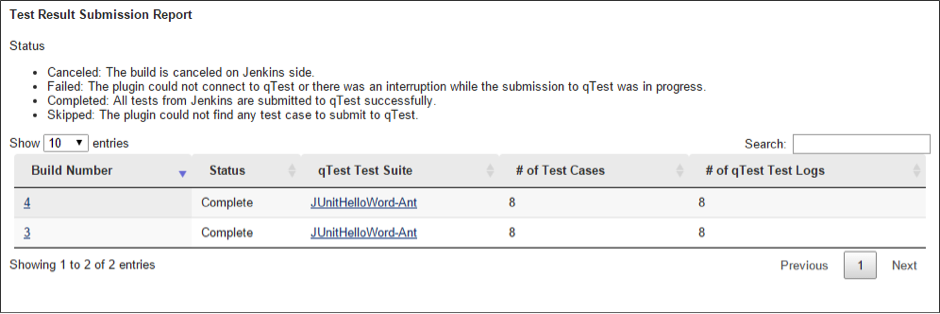 Test Result Submission Report
Status
Canceled: The build is canceled on Jenkins side.
Failed: The plugin could not connect to qTest or there was an interruption while the submission to qTest was in progress.
Completed: All tests from Jenkins are submitted to qTest successfully.
Skipped: The plugin could not find any test case to submit to qTest.
Show 10 entries Search:
Build Number Status qTest Test Suite # of Test Cases # of qTest Test Logs
4 Complete JUnitHelloWord-Ant 8 8
3 Complete JUnitHelloWord-Ant 8 8
Showing 1 to 2 of 2 entries Previous 1 Next